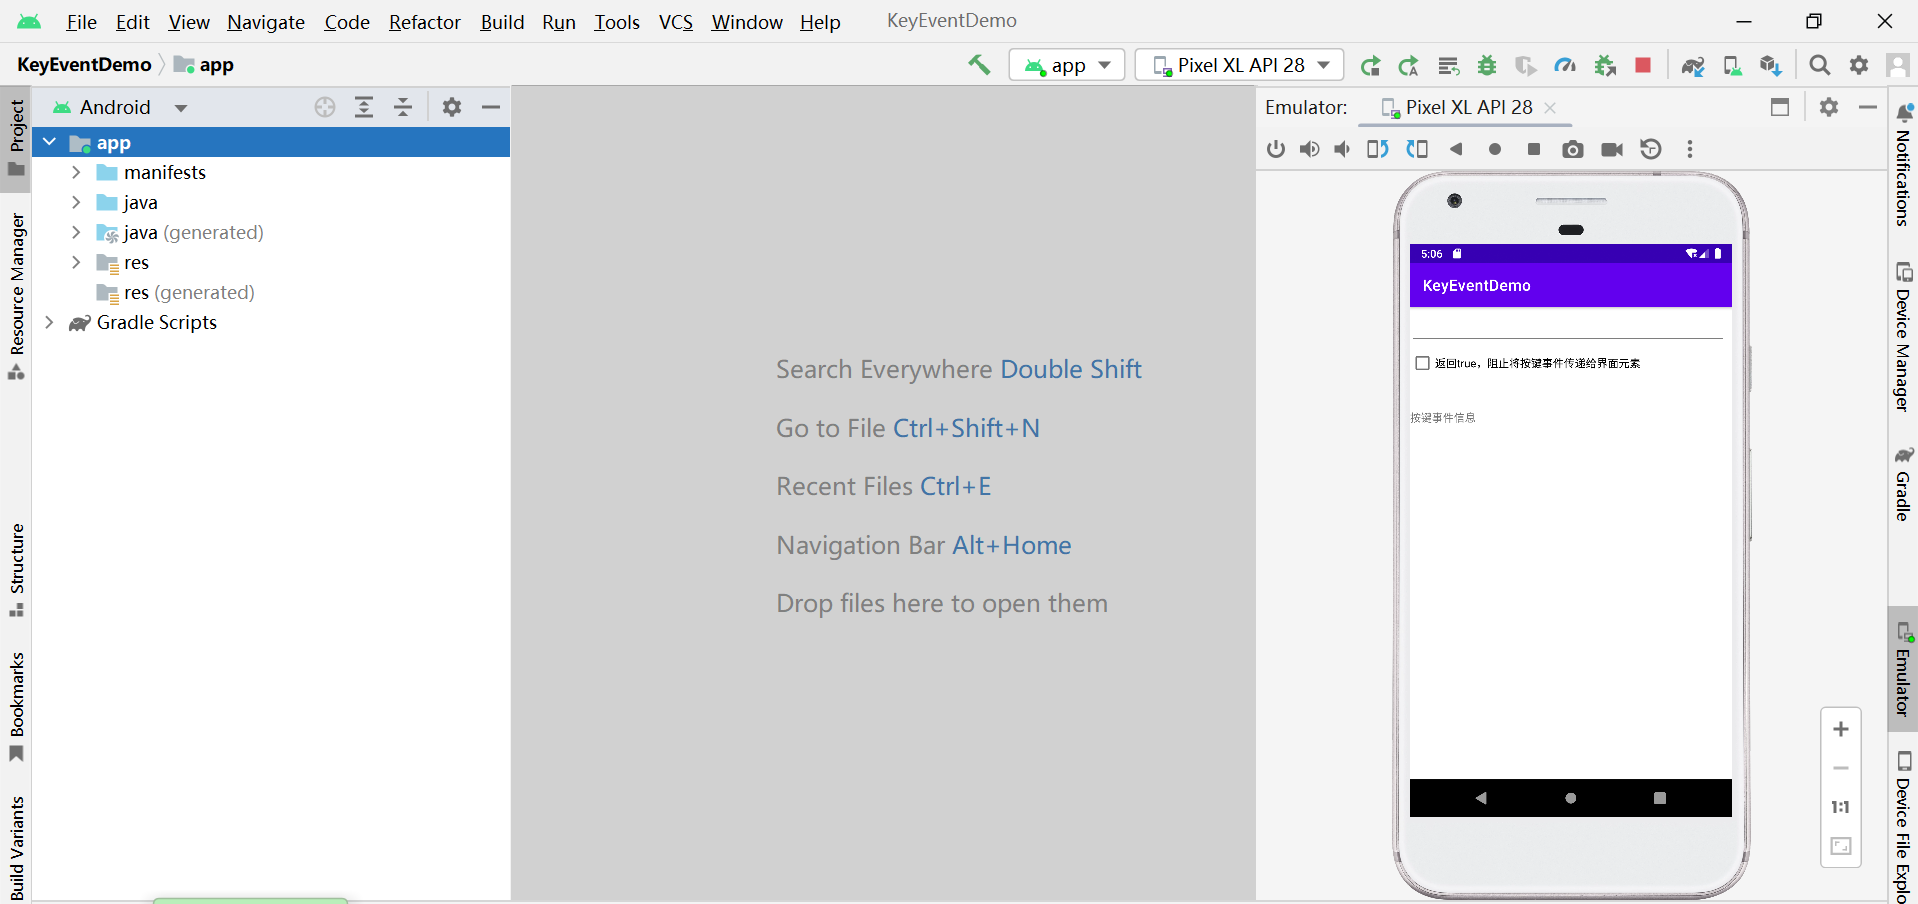 File Edit View Navigate Code Refactor Build Run Tools VCS Window Help KeyEventDemo
KeyEventDemo app
app Pixel XL API 28
Project
Resource Manager
Structure
Bookmarks
Build Variants
Android
app
manifests
java
java (generated)
res
res (generated)
Gradle Scripts
Search Everywhere Double Shift
Go to File Ctrl+Shift+N
Recent Files Ctrl+E
Navigation Bar Alt+Home
Drop files here to open them
Emulator: Pixel XL API 28
5:06
KeyEventDemo
返回true，阻止将按键事件传递给界面元素
按键事件信息
1:1
Notifications
Device Manager
Gradle
Emulator
Device File Explo